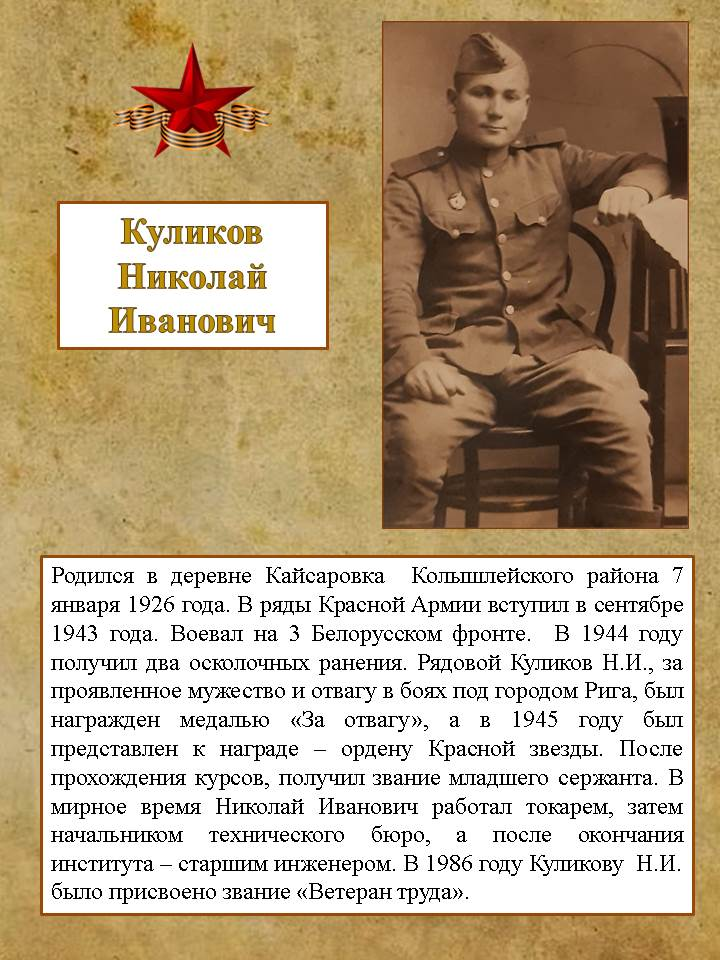 Куликов
Николай
Иванович
Родился в деревне Кайсаровка Колышлейского района 7
января 1926 года. В ряды Красной Армии вступил в сентябре
1943 года. Воевал на 3 Белорусском фронте. В 1944 году
получил два осколочных ранения. Рядовой Куликов Н.И., за
проявленное мужество и отвагу в боях под городом Рига, был
награжден медалью «За отвагу», а в 1945 году был
представлен к награде – ордену Красной звезды. После
прохождения курсов, получил звание младшего сержанта. В
мирное время Николай Иванович работал токарем, затем
начальником технического бюро, а после окончания
института – старшим инженером. В 1986 году Куликову Н.И.
было присвоено звание «Ветеран труда».